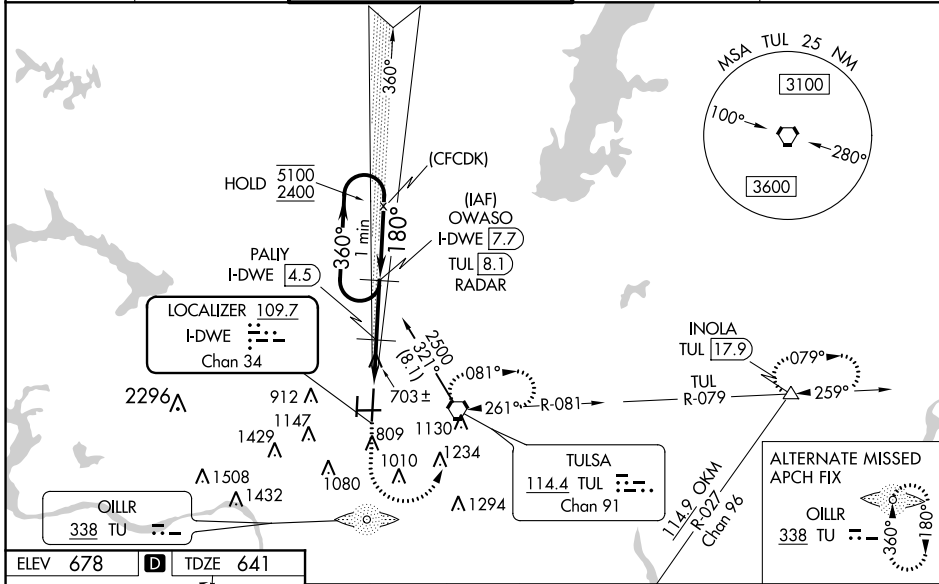 MSA TUL 25 NM
3100
100°
280°
3600
360°
(CFCDK)
HOLD 5100
2400
360°
1 min
180°
(IAF)
OWASO
I-DWE 7.7
TUL 8.1
RADAR
PALIY
I-DWE 4.5
LOCALIZER 109.7
I-DWE
Chan 34
2500
321°
(8.1)
081°
261°
R-081
TUL
R-079
INOLA
TUL 17.9
079°
259°
2296
912
703±
1147
1429
809
1130
1234
1010
1080
1508
1432
1294
TULSA
114.4 TUL
Chan 91
114.9 OKM
R-027
Chan 96
OILLR
338 TU
ALTERNATE MISSED
APCH FIX
OILLR
338 TU
360°
180°
ELEV 678 D TDZE 641